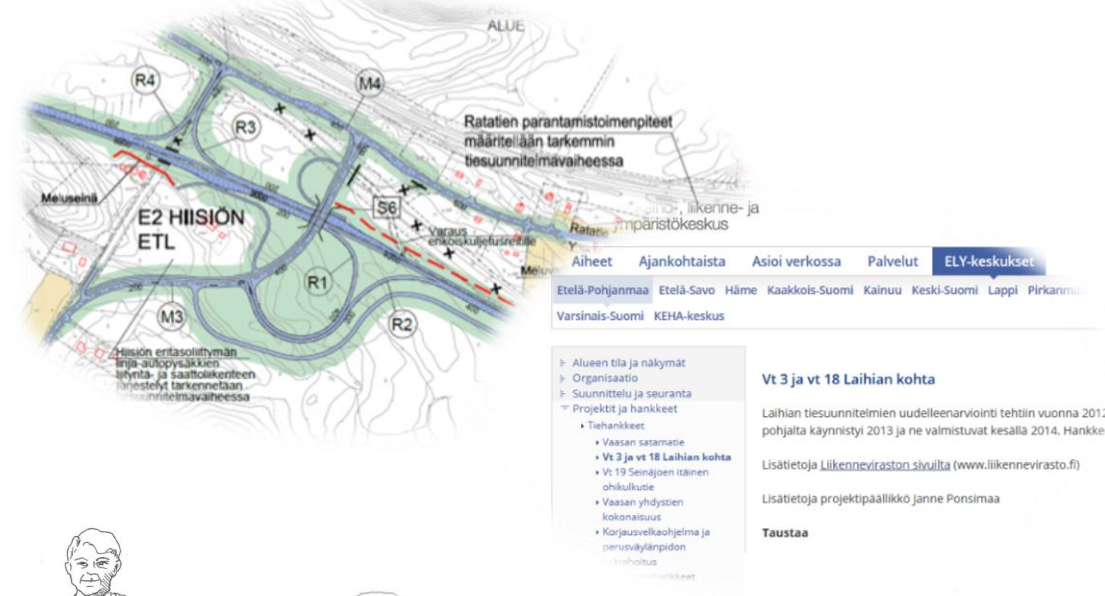 ALUE
R4
M4
R3
Ratatien parantamistoimenpiteet
määritellään tarkemmin
tiesuunnitelmavaiheessa
Meluseinä
E2 HIISIÖN
ETL
S6
Varaus
erikoiskuljetusreitille
R1
M3
R2
Hiisiön eritasoliittymän
linja-autopysäkkien
liityntä- ja saattoliikenteen
järjestelyt tarkennetaan
liikenne- ja
ympäristökeskus
Aiheet Ajankohtaista Asioi verkossa Palvelut ELY-keskukset
Etelä-Pohjanmaa Etelä-Savo Häme Kaakkois-Suomi Kainuu Keski-Suomi Lappi
Varsinais-Suomi KEHA-keskus
Alueen tila ja näkymät
Organisaatio
Suunnittelu ja seuranta
Projektit ja hankkeet
Tiehankkeet
Vaasan satamatie
Vt 3 ja vt 18 Laihian kohta
Vt 19 Seinäjoen itäinen
ohikulkutie
Vaasan yhdystien
kokonaisuus
Korjausvelkaohjelma ja
perusväylänpidon
Vt 3 ja vt 18 Laihian kohta
Laihian tiesuunnitelmien uudelleenarviointi tehtiin vuonna 2012
pohjalta käynnistyi 2013 ja ne valmistuvat kesällä 2014.
Lisätietoja Liikenneviraston sivuilta (www.liikennevirasto.fi)
Lisätietoja projektipäällikkö Janne Ponsimaa
Taustaa